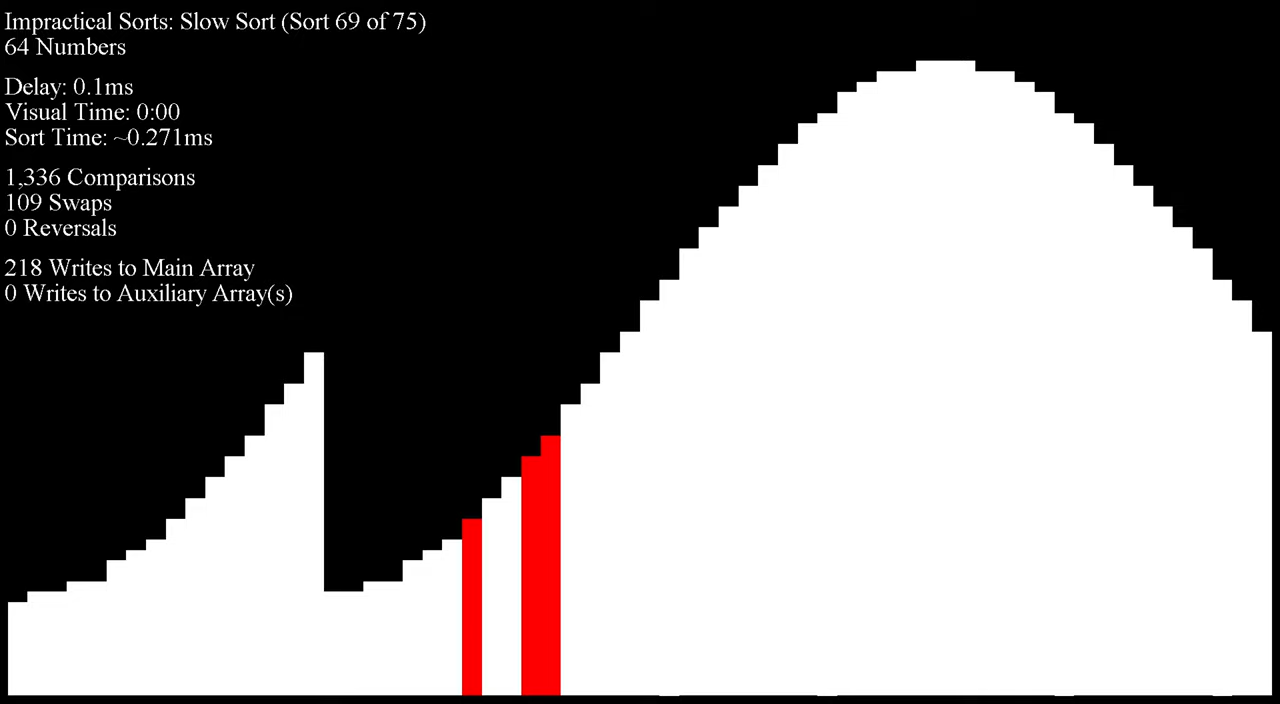 Impractical Sorts: Slow Sort (Sort 69 of 75)
64 Numbers
Delay: 0.1ms
Visual Time: 0:00
Sort Time: ~0.271ms
1,336 Comparisons
109 Swaps
0 Reversals
218 Writes to Main Array
0 Writes to Auxiliary Array(s)